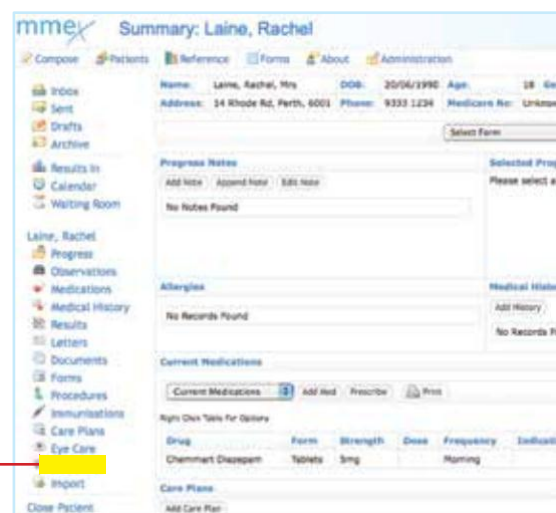 mmex Summary: Laine, Rachel
Compose Patients Reference Forms About Administration
Inbox
Sent
Drafts
Archive
Results In
Calendar
Waiting Room
Laine, Rachel
Progress
Observations
Medications
Medical History
Results
Letters
Documents
Forms
Procedures
Immunisations
Care Plans
Eye Care
Import
Close Patient
Name: Laine, Rachel, Mrs DOB: 20/06/1990 Age: 18 Ge
Address: 14 Rhode Rd, Perth, 6001 Phone: 9333 1234 Medicare No: Unknow
Select Form
Progress Notes
Add Note Append Note Edit Note
No Notes Found
Selected Prog
Please select a
Allergies
No Records Found
Medical Histo
Add History
No Records F
Current Medications
Current Medications Add Med Prescribe Print
Right Click Table For Options
Drug Form Strength Dose Frequency Indicati
Chemmart Diazepam Tablets 5mg Morning
Care Plans
Add Care Plan